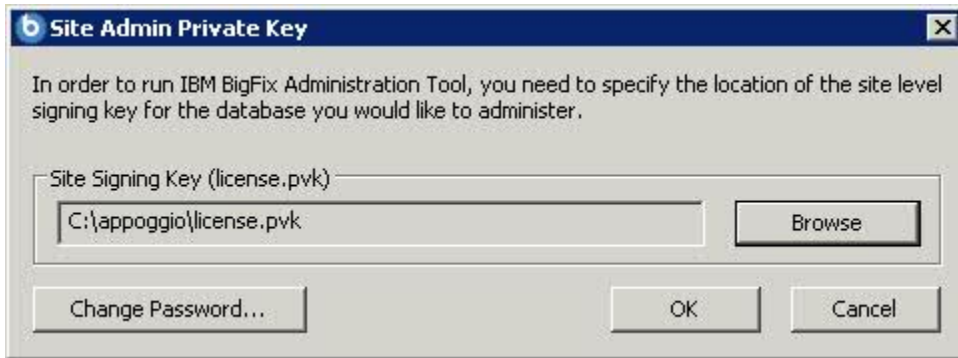 b Site Admin Private Key
In order to run IBM BigFix Administration Tool, you need to specify the location of the site level
signing key for the database you would like to administer.
Site Signing Key (license.pvk)
C:\appoggio\license.pvk
Browse
Change Password...
OK
Cancel